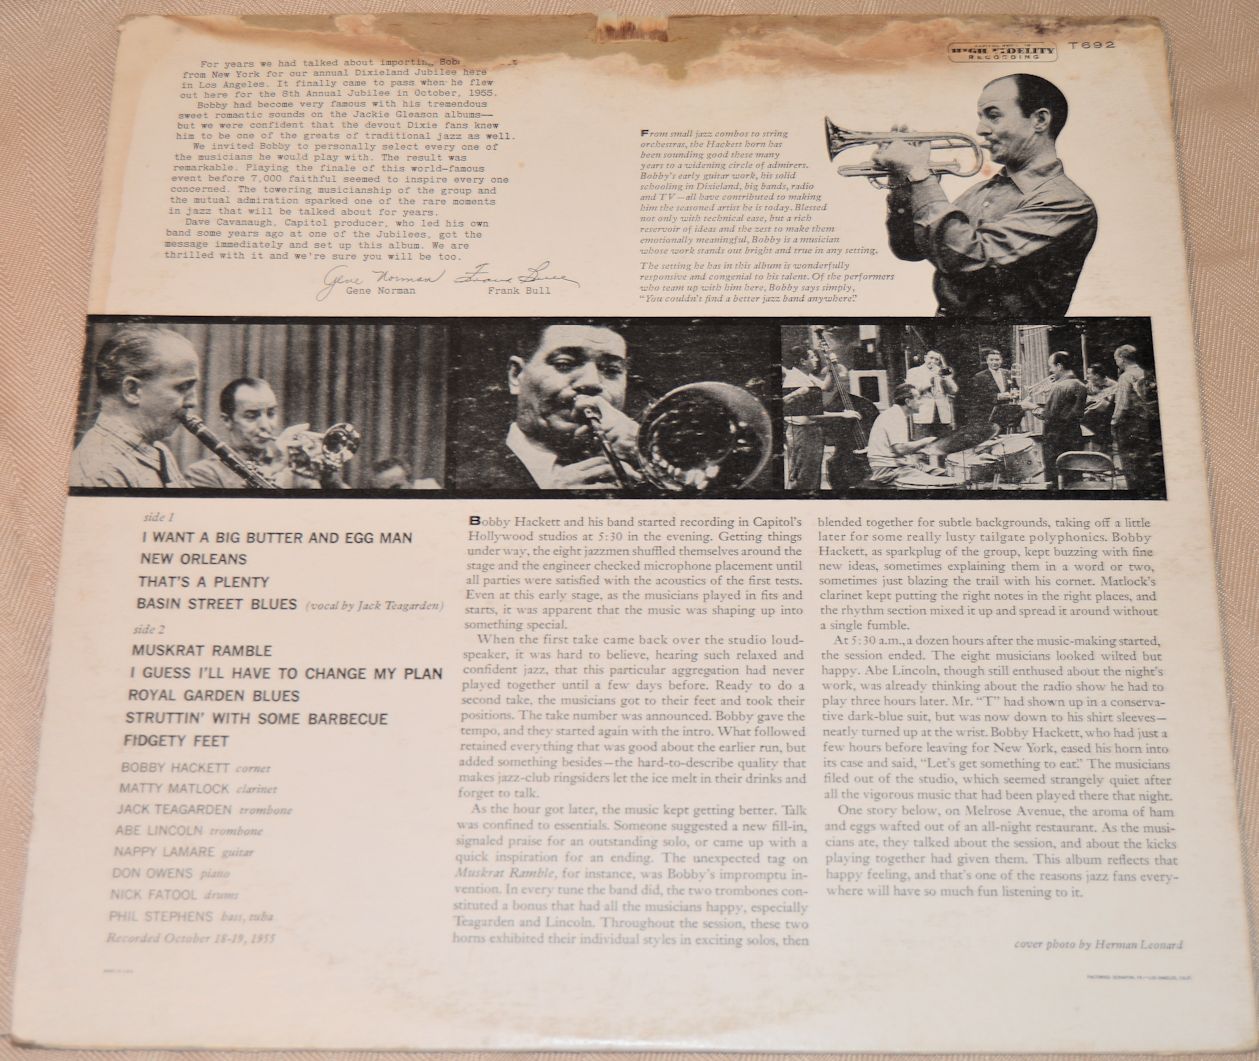 HIGH FIDELITY
RECORDING
T692
For years we had talked about importing Bobby
from New York for our annual Dixieland Jubilee here
in Los Angeles. It finally came to pass when he flew
out here for the 8th Annual Jubilee in October, 1955.
Bobby had become very famous with his tremendous
sweet romantic sounds on the Jackie Gleason albums—
but we were confident that the devout Dixie fans knew
him to be one of the greats of traditional jazz as well.
We invited Bobby to personally select every one of
the musicians he would play with. The result was
remarkable. Playing the finale of this world-famous
event before 7,000 faithful seemed to inspire every one
concerned. The towering musicianship of the group and
the mutual admiration sparked one of the rare moments
in jazz that will be talked about for years.
Dave Cavanaugh, Capitol producer, who led his own
band some years ago at one of the Jubilees, got the
message immediately and set up this album. We are
thrilled with it and we're sure you will be too.
Gene Norman Frank Bull
Gene Norman Frank Bull
From small jazz combos to string
orchestras, the Hackett horn has
been sounding good these many
years to a widening circle of admirers.
Bobby's early guitar work, his solid
schooling in Dixieland, big bands, radio
and TV—all have contributed to making
him the seasoned artist he is today. Blessed
not only with technical ease, but a rich
reservoir of ideas and the zest to make them
emotionally meaningful, Bobby is a musician
whose work stands out bright and true in any setting.
The setting he has in this album is wonderfully
responsive and congenial to his talent. Of the performers
who team up with him here, Bobby says simply,
"You couldn't find a better jazz band anywhere."
side 1
I WANT A BIG BUTTER AND EGG MAN
NEW ORLEANS
THAT'S A PLENTY
BASIN STREET BLUES (vocal by Jack Teagarden)
side 2
MUSKRAT RAMBLE
I GUESS I'LL HAVE TO CHANGE MY PLAN
ROYAL GARDEN BLUES
STRUTTIN' WITH SOME BARBECUE
FIDGETY FEET
BOBBY HACKETT cornet
MATTY MATLOCK clarinet
JACK TEAGARDEN trombone
ABE LINCOLN trombone
NAPPY LAMARE guitar
DON OWENS piano
NICK FATOOL drums
PHIL STEPHENS bass, tuba
Recorded October 18-19, 1955
Bobby Hackett and his band started recording in Capitol's
Hollywood studios at 5:30 in the evening. Getting things
under way, the eight jazzmen shuffled themselves around the
stage and the engineer checked microphone placement until
all parties were satisfied with the acoustics of the first tests.
Even at this early stage, as the musicians played in fits and
starts, it was apparent that the music was shaping up into
something special.
When the first take came back over the studio loud-
speaker, it was hard to believe, hearing such relaxed and
confident jazz, that this particular aggregation had never
played together until a few days before. Ready to do a
second take, the musicians got to their feet and took their
positions. The take number was announced. Bobby gave the
tempo, and they started again with the intro. What followed
retained everything that was good about the earlier run, but
added something besides—the hard-to-describe quality that
makes jazz-club ringsiders let the ice melt in their drinks and
forget to talk.
As the hour got later, the music kept getting better. Talk
was confined to essentials. Someone suggested a new fill-in,
signaled praise for an outstanding solo, or came up with a
quick inspiration for an ending. The unexpected tag on
Muskrat Ramble, for instance, was Bobby's impromptu in-
vention. In every tune the band did, the two trombones con-
stituted a bonus that had all the musicians happy, especially
Teagarden and Lincoln. Throughout the session, these two
horns exhibited their individual styles in exciting solos, then
blended together for subtle backgrounds, taking off a little
later for some really lusty tailgate polyphonics. Bobby
Hackett, as sparkplug of the group, kept buzzing with fine
new ideas, sometimes explaining them in a word or two,
sometimes just blazing the trail with his cornet. Matlock's
clarinet kept putting the right notes in the right places, and
the rhythm section mixed it up and spread it around without
a single fumble.
At 5:30 a.m., a dozen hours after the music-making started,
the session ended. The eight musicians looked wilted but
happy. Abe Lincoln, though still enthused about the night's
work, was already thinking about the radio show he had to
play three hours later. Mr. "T" had shown up in a conserva-
tive dark-blue suit, but was now down to his shirt sleeves—
neatly turned up at the wrist. Bobby Hackett, who had just a
few hours before leaving for New York, eased his horn into
its case and said, "Let's get something to eat." The musicians
filed out of the studio, which seemed strangely quiet after
all the vigorous music that had been played there that night.
One story below, on Melrose Avenue, the aroma of ham
and eggs wafted out of an all-night restaurant. As the musi-
cians ate, they talked about the session, and about the kicks
playing together had given them. This album reflects that
happy feeling, and that's one of the reasons jazz fans every-
where will have so much fun listening to it.
cover photo by Herman Leonard